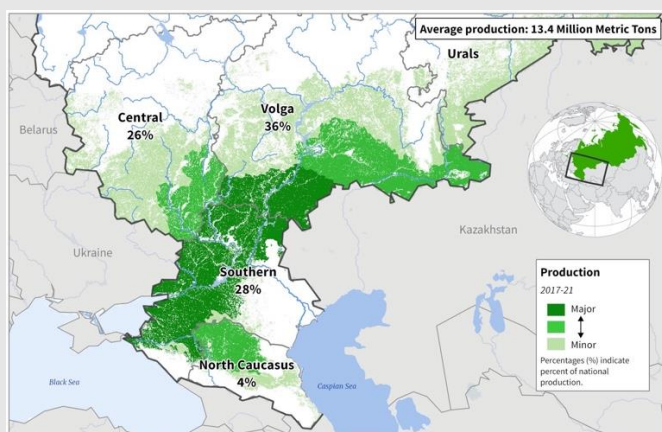 Average production: 13.4 Million Metric Tons
Urals
Volga
36%
Central
26%
Belarus
Kazakhstan
Ukraine
Southern
28%
Production
2017-21
Major
Minor
Percentages (%) indicate
percent of national
production.
North Caucasus
4%
Black Sea
Caspian Sea